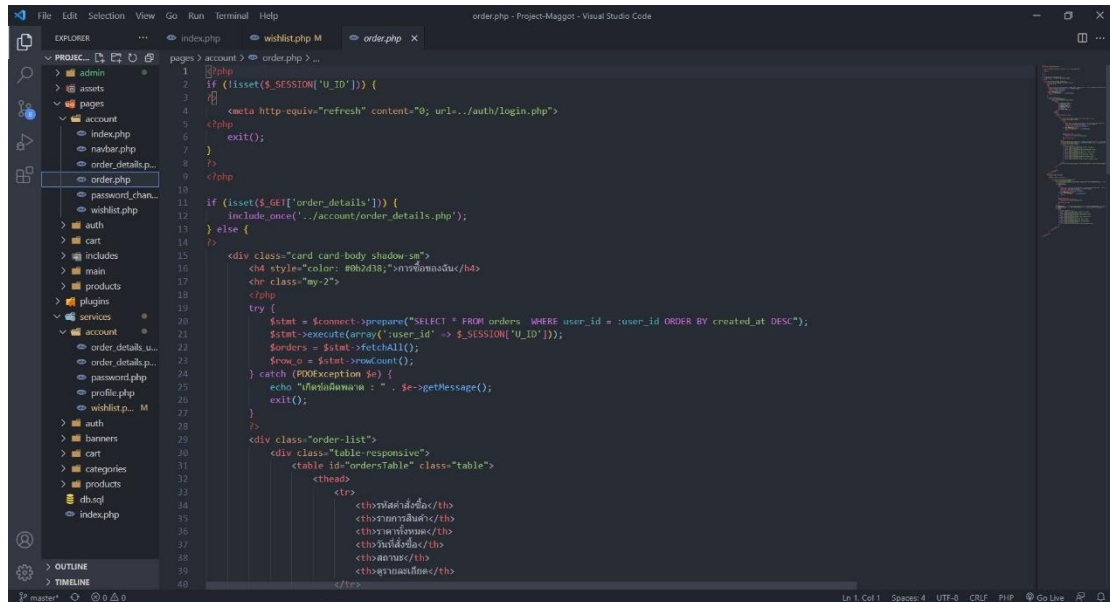 File Edit Selection View Go Run Terminal Help
order.php - Project-Maggot - Visual Studio Code
EXPLORER
index.php
wishlist.php M
order.php
PROJEC...
pages > account > order.php > ...
admin
assets
pages
account
index.php
navbar.php
order_details.p...
order.php
password_chan...
wishlist.php
auth
cart
includes
main
products
plugins
services
account
order_details_u...
order_details.p...
password.php
profile.php
wishlist.p... M
auth
banners
cart
categories
products
db.sql
index.php
OUTLINE
TIMELINE
1 <?php
2 if (!isset($_SESSION['U_ID'])) {
3 ?>
4 <meta http-equiv="refresh" content="0; url=../auth/login.php">
5 <?php
6 exit();
7 }
8 ?>
9 <?php
10
11 if (isset($_GET['order_details'])) {
12 include_once('../account/order_details.php');
13 } else {
14 ?>
15 <div class="card card-body shadow-sm">
16 <h4 style="color: #0b2d38;">การซื้อของฉัน</h4>
17 <hr class="my-2">
18 <?php
19 try {
20 $stmt = $connect->prepare("SELECT * FROM orders WHERE user_id = :user_id ORDER BY created_at DESC");
21 $stmt->execute(array(':user_id' => $_SESSION['U_ID']));
22 $orders = $stmt->fetchAll();
23 $row_o = $stmt->rowCount();
24 } catch (PDOException $e) {
25 echo "เกิดข้อผิดพลาด : " . $e->getMessage();
26 exit();
27 }
28 ?>
29 <div class="order-list">
30 <div class="table-responsive">
31 <table id="ordersTable" class="table">
32 <thead>
33 <tr>
34 <th>รหัสคำสั่งซื้อ</th>
35 <th>รายการสินค้า</th>
36 <th>ราคาทั้งหมด</th>
37 <th>วันที่สั่งซื้อ</th>
38 <th>สถานะ</th>
39 <th>ดูรายละเอียด</th>
40 </tr>
master* 0 0 Ln 1, Col 1 Spaces: 4 UTF-8 CRLF PHP Go Live